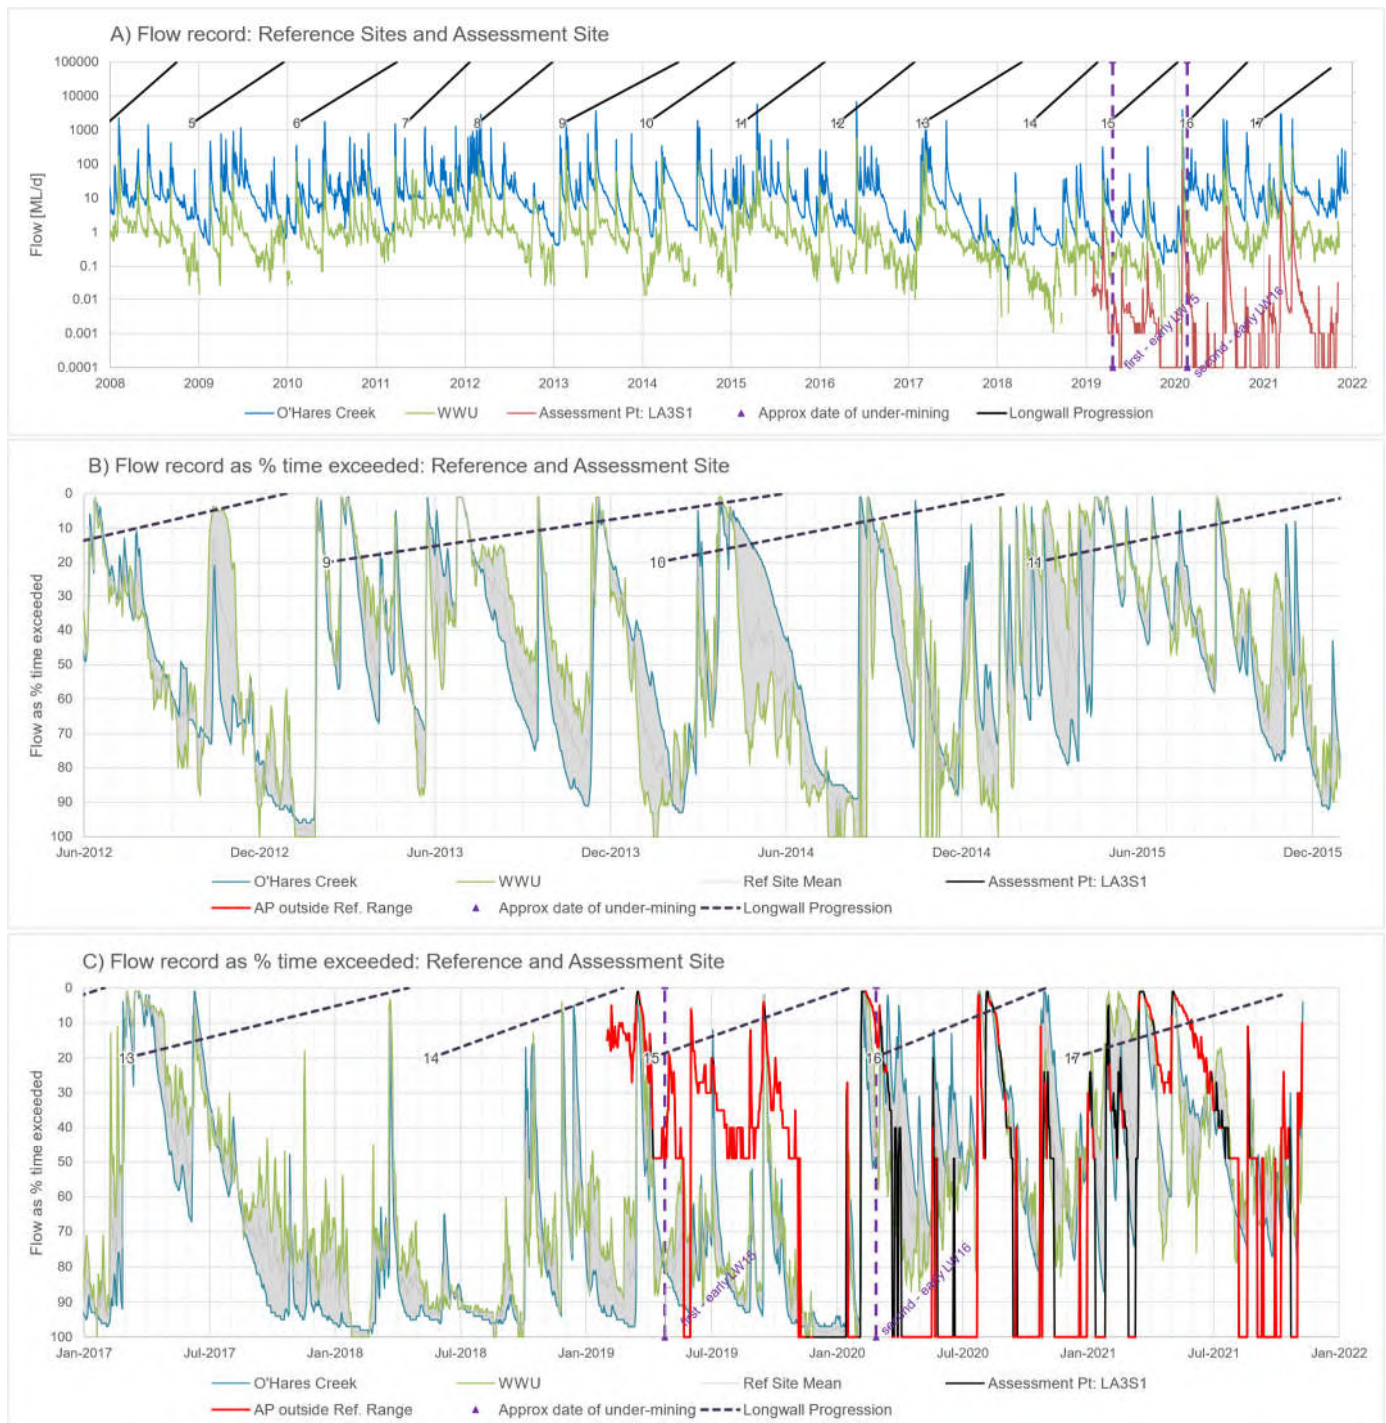 A) Flow record: Reference Sites and Assessment Site
100000
10000
1000
100
10
1
0.1
0.01
0.001
0.0001
Flow [ML/d]
5
6
7
8
9
10
11
12
13
14
15
16
17
first - early LW15
second - early LW16
2008 2009 2010 2011 2012 2013 2014 2015 2016 2017 2018 2019 2020 2021 2022
O'Hares Creek WWU Assessment Pt: LA3S1 Approx date of under-mining Longwall Progression
B) Flow record as % time exceeded: Reference and Assessment Site
0
10
20
30
40
50
60
70
80
90
100
Flow as % time exceeded
9
10
11
Jun-2012 Dec-2012 Jun-2013 Dec-2013 Jun-2014 Dec-2014 Jun-2015 Dec-2015
O'Hares Creek WWU Ref Site Mean Assessment Pt: LA3S1
AP outside Ref. Range Approx date of under-mining Longwall Progression
C) Flow record as % time exceeded: Reference and Assessment Site
0
10
20
30
40
50
60
70
80
90
100
Flow as % time exceeded
13
14
15
16
17
first - early LW15
second - early LW16
Jan-2017 Jul-2017 Jan-2018 Jul-2018 Jan-2019 Jul-2019 Jan-2020 Jul-2020 Jan-2021 Jul-2021 Jan-2022
O'Hares Creek WWU Ref Site Mean Assessment Pt: LA3S1
AP outside Ref. Range Approx date of under-mining Longwall Progression